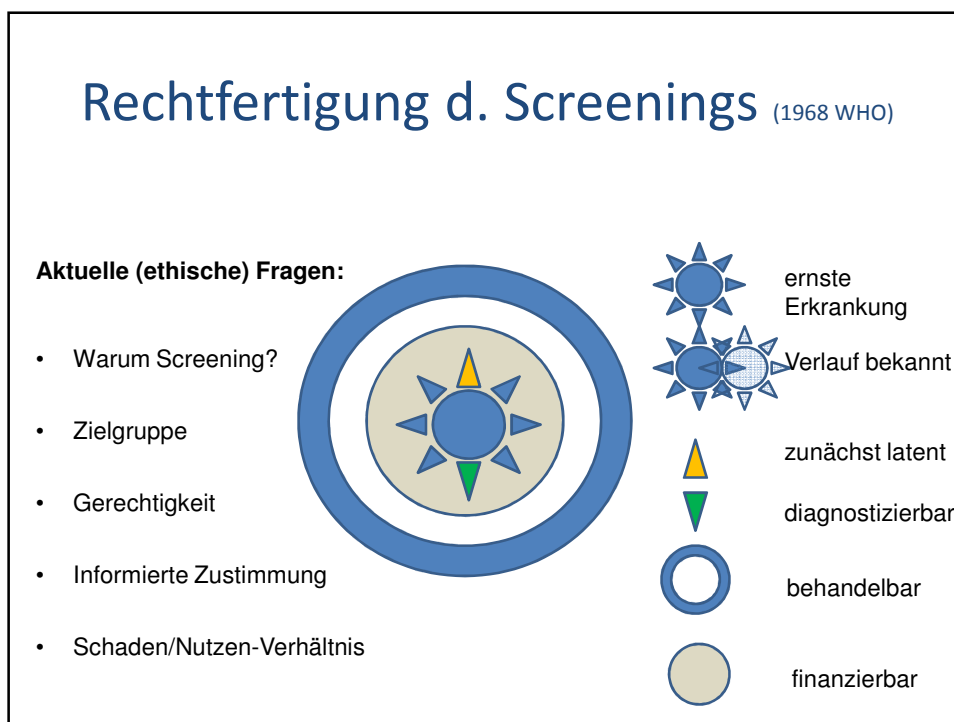 Rechtfertigung d. Screenings (1968 WHO)
Aktuelle (ethische) Fragen:
• Warum Screening?
• Zielgruppe
• Gerechtigkeit
• Informierte Zustimmung
• Schaden/Nutzen-Verhältnis
ernste
Erkrankung
Verlauf bekannt
zunächst latent
diagnostizierbar
behandelbar
finanzierbar